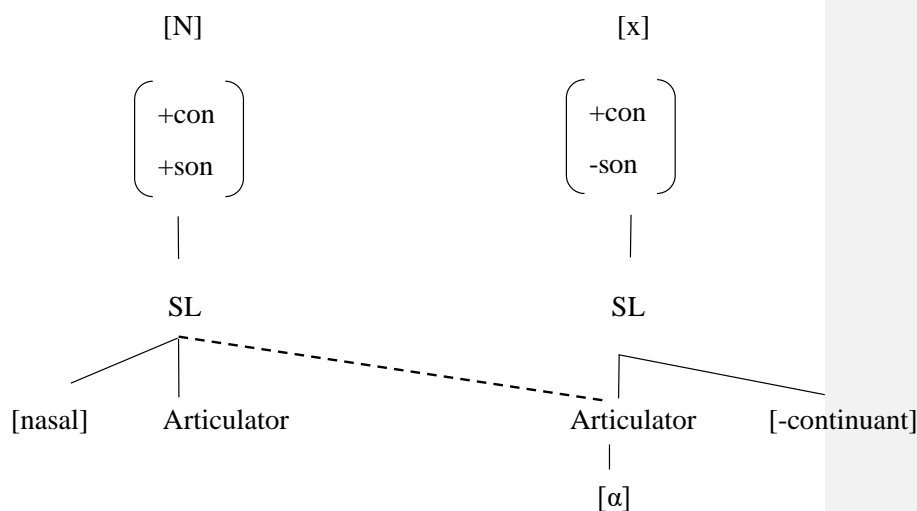 [N] [x]
+con +con
+son -son
SL SL
[nasal] Articulator Articulator [-continuant]
[α]